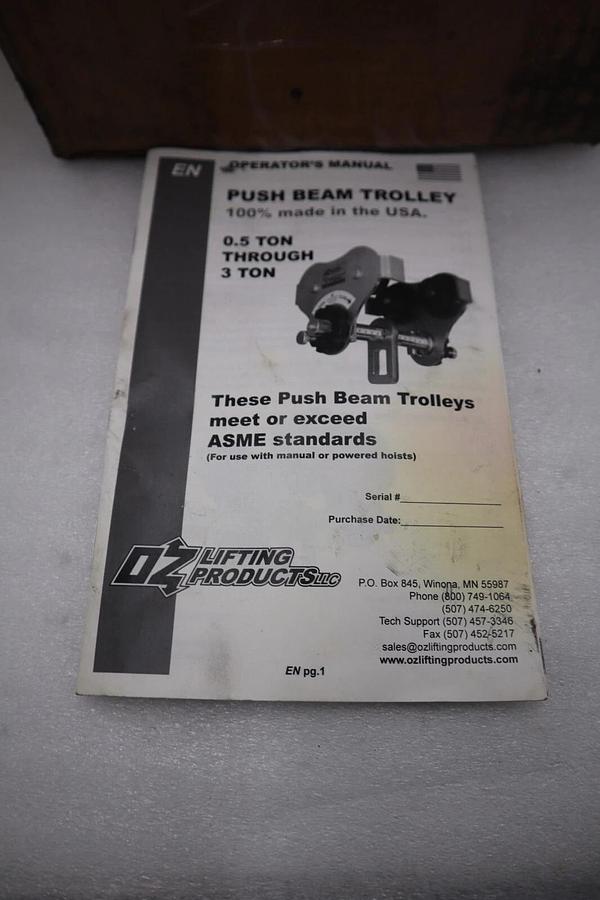 EN
OPERATOR'S MANUAL
PUSH BEAM TROLLEY
100% made in the USA.
0.5 TON
THROUGH
3 TON
These Push Beam Trolleys
meet or exceed
ASME standards
(For use with manual or powered hoists)
Serial #
Purchase Date:
OZ LIFTING
PRODUCTS LLC
P.O. Box 845, Winona, MN 55987
Phone (800) 749-1064
(507) 474-6250
Tech Support (507) 457-3346
Fax (507) 452-5217
sales@ozliftingproducts.com
www.ozliftingproducts.com
EN pg.1